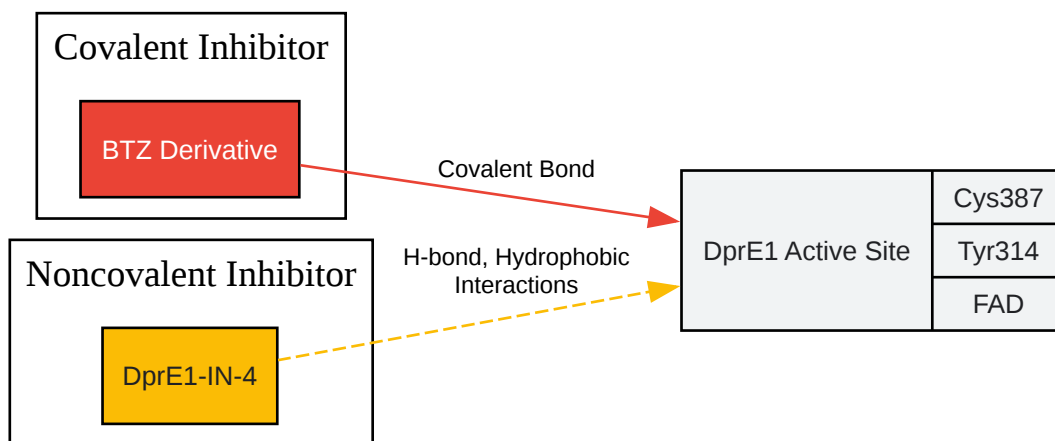 Covalent Inhibitor
BTZ Derivative
Covalent Bond
Noncovalent Inhibitor
DprE1-IN-4
H-bond, Hydrophobic
Interactions
DprE1 Active Site
Cys387
Tyr314
FAD